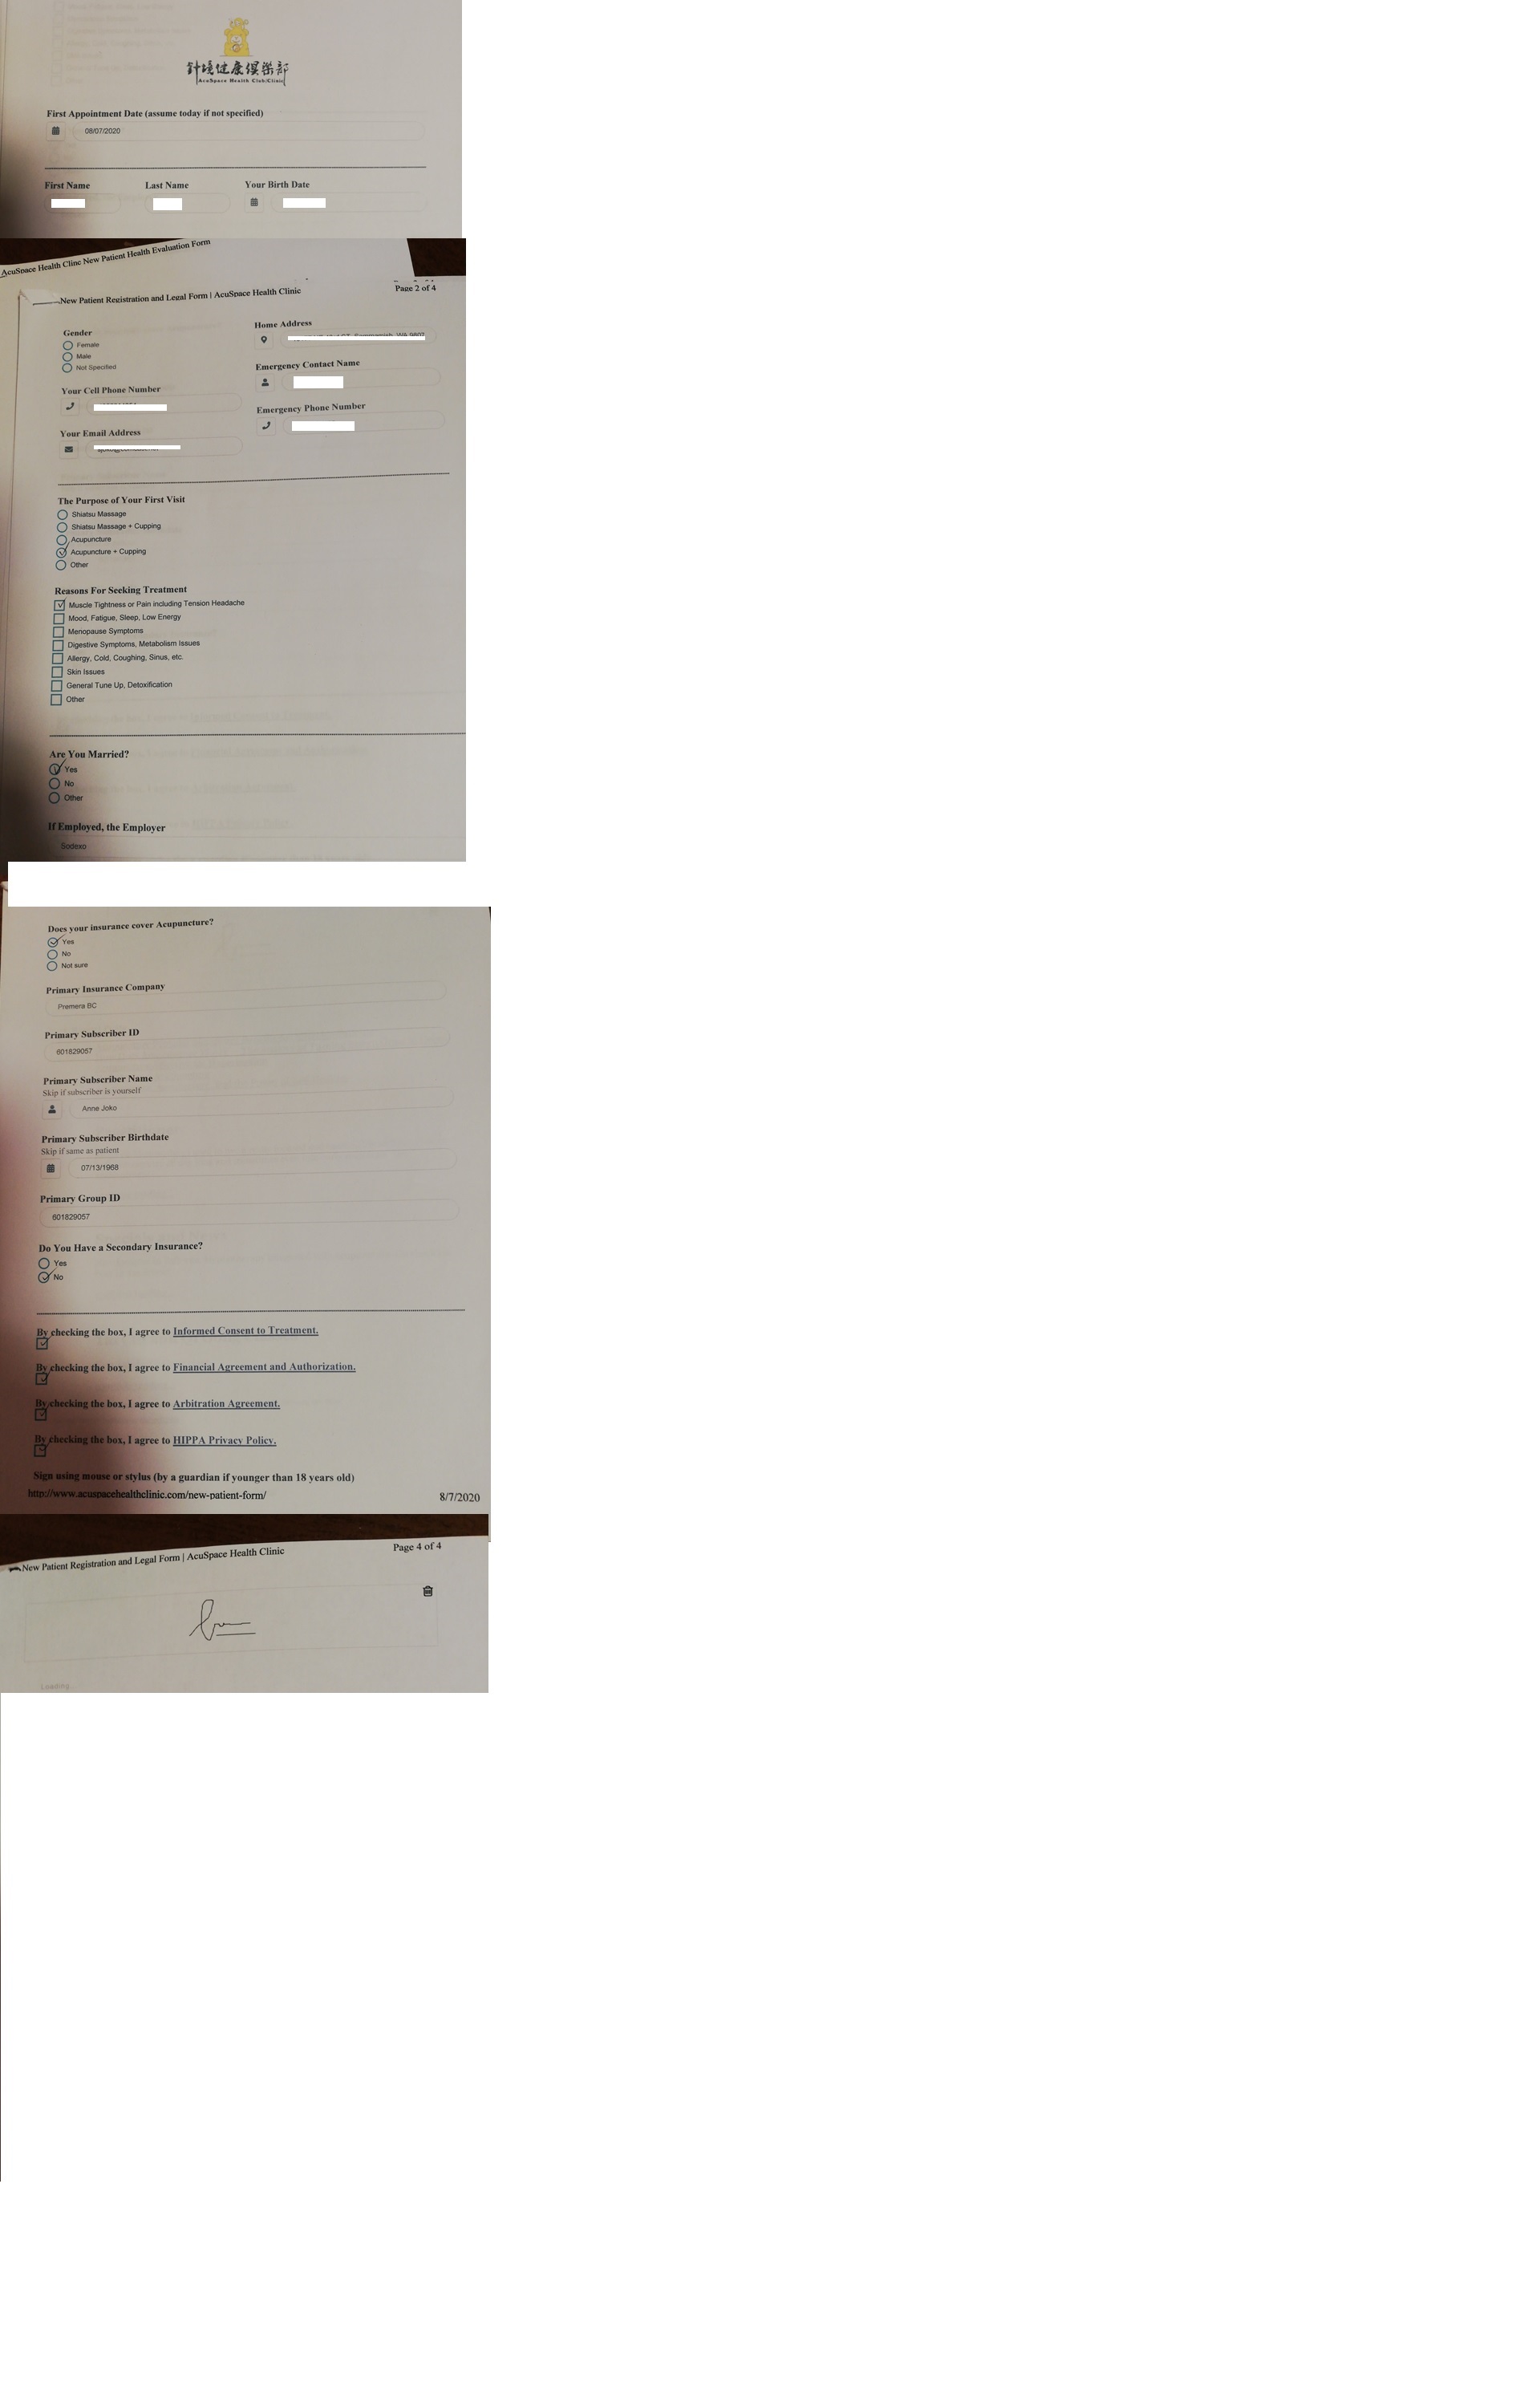 針境健康俱樂部
AcuSpace Health Club/Clinic
First Appointment Date (assume today if not specified)
08/07/2020
First Name Last Name Your Birth Date
AcuSpace Health Clinc New Patient Health Evaluation Form
New Patient Registration and Legal Form | AcuSpace Health Clinic
Page 2 of 4
Gender
Female
Male
Not Specified
Home Address
Emergency Contact Name
Your Cell Phone Number
Emergency Phone Number
Your Email Address
The Purpose of Your First Visit
Shiatsu Massage
Shiatsu Massage + Cupping
Acupuncture
Acupuncture + Cupping
Other
Reasons For Seeking Treatment
Muscle Tightness or Pain including Tension Headache
Mood, Fatigue, Sleep, Low Energy
Menopause Symptoms
Digestive Symptoms, Metabolism Issues
Allergy, Cold, Coughing, Sinus, etc.
Skin Issues
General Tune Up, Detoxification
Other
Are You Married?
Yes
No
Other
If Employed, the Employer
Sodexo
Does your insurance cover Acupuncture?
Yes
No
Not sure
Primary Insurance Company
Premera BC
Primary Subscriber ID
601829057
Primary Subscriber Name
Skip if subscriber is yourself
Anne Joko
Primary Subscriber Birthdate
Skip if same as patient
07/13/1968
Primary Group ID
601829057
Do You Have a Secondary Insurance?
Yes
No
By checking the box, I agree to Informed Consent to Treatment.
By checking the box, I agree to Financial Agreement and Authorization.
By checking the box, I agree to Arbitration Agreement.
By checking the box, I agree to HIPPA Privacy Policy.
Sign using mouse or stylus (by a guardian if younger than 18 years old)
http://www.acuspacehealthclinic.com/new-patient-form/
8/7/2020
New Patient Registration and Legal Form | AcuSpace Health Clinic
Page 4 of 4
Loading